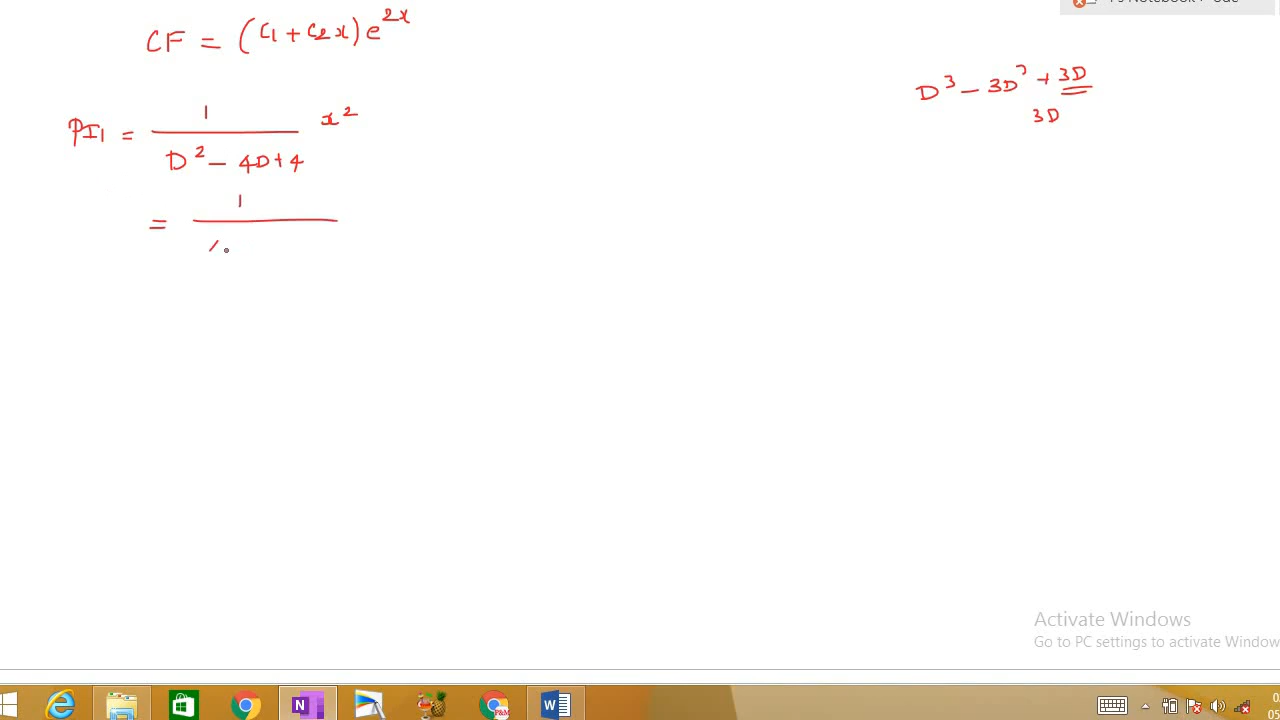 CF = (C1 + C2 x) e^2x
D^3 - 3D^2 + 3D
3D
PI1 = 1 / (D^2 - 4D + 4) x^2
= 1
Activate Windows
Go to PC settings to activate Window